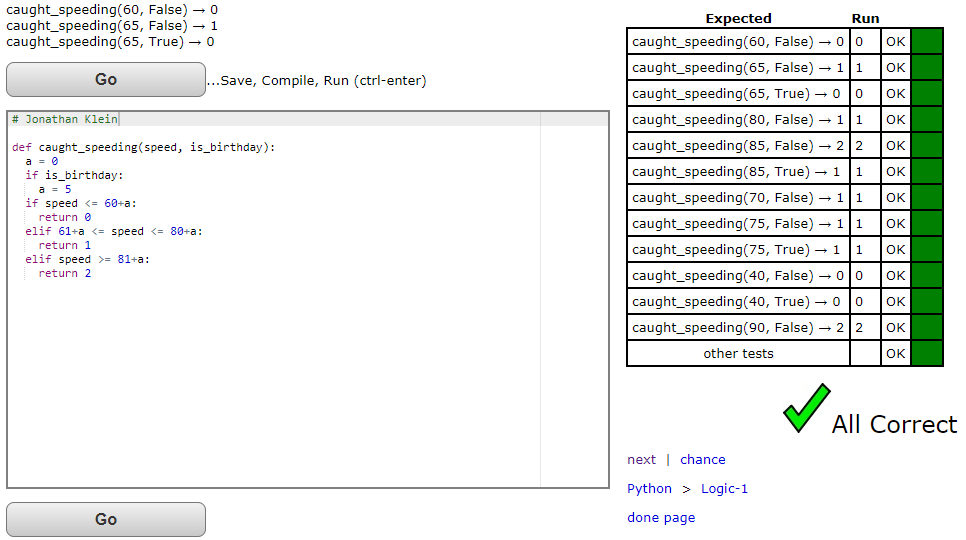 caught_speeding(60, False) → 0
caught_speeding(65, False) → 1
caught_speeding(65, True) → 0
Go
...Save, Compile, Run (ctrl-enter)
# Jonathan Klein
def caught_speeding(speed, is_birthday):
  a = 0
  if is_birthday:
    a = 5
  if speed <= 60+a:
    return 0
  elif 61+a <= speed <= 80+a:
    return 1
  elif speed >= 81+a:
    return 2
Go
Expected Run
caught_speeding(60, False) → 0 0 OK
caught_speeding(65, False) → 1 1 OK
caught_speeding(65, True) → 0 0 OK
caught_speeding(80, False) → 1 1 OK
caught_speeding(85, False) → 2 2 OK
caught_speeding(85, True) → 1 1 OK
caught_speeding(70, False) → 1 1 OK
caught_speeding(75, False) → 1 1 OK
caught_speeding(75, True) → 1 1 OK
caught_speeding(40, False) → 0 0 OK
caught_speeding(40, True) → 0 0 OK
caught_speeding(90, False) → 2 2 OK
other tests OK
All Correct
next | chance
Python > Logic-1
done page